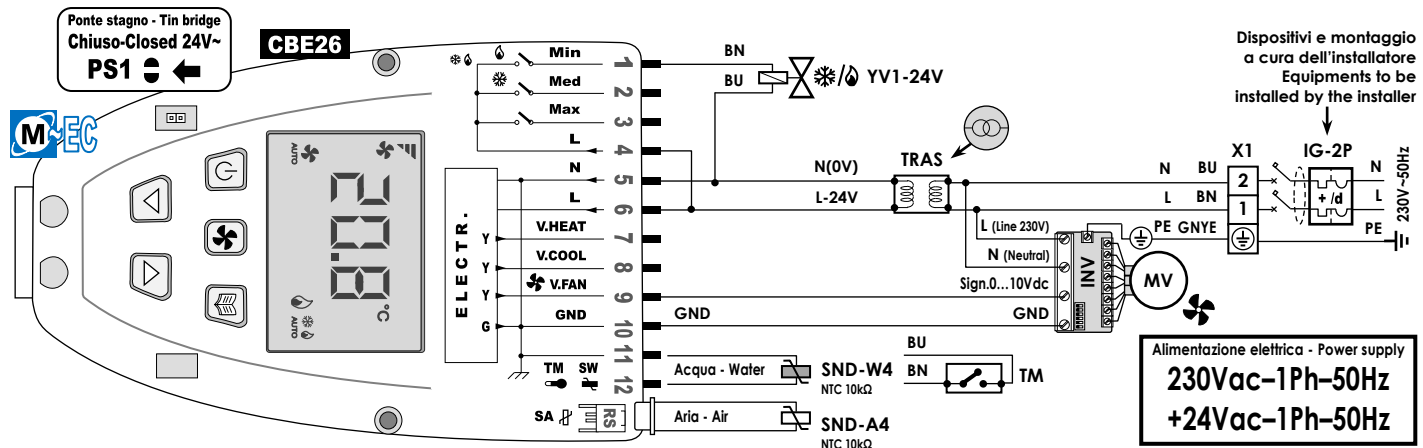 Ponte stagno - Tin bridge
Chiuso-Closed 24V~
PS1
CBE26
M~EC
AUTO
20.8
°C
AUTO
Min
Med
Max
L
N
L
V.HEAT
V.COOL
V.FAN
GND
Y
Y
Y
G
ELECTR.
TM
SW
SA
RS
1
2
3
4
5
6
7
8
9
10
11
12
BN
BU
YV1-24V
N(0V)
L-24V
TRAS
Dispositivi e montaggio
a cura dell'installatore
Equipments to be
installed by the installer
X1
IG-2P
N
BU
2
L
BN
1
+ /d
N
L
PE
230V~50Hz
L (Line 230V)
PE GNYE
N (Neutral)
Sign.0...10Vdc
GND
INV
MV
Acqua - Water
SND-W4
NTC 10kΩ
BU
BN
TM
Aria - Air
SND-A4
NTC 10kΩ
Alimentazione elettrica - Power supply
230Vac–1Ph–50Hz
+24Vac–1Ph–50Hz